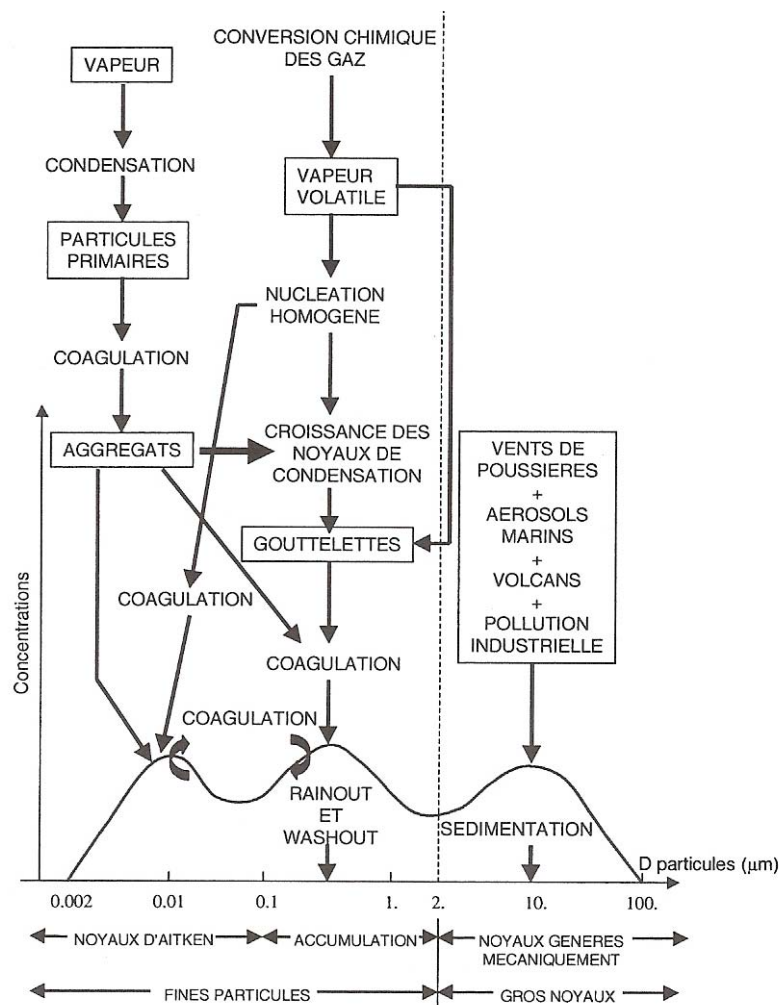 CONVERSION CHIMIQUE
DES GAZ
VAPEUR
CONDENSATION
VAPEUR
VOLATILE
PARTICULES
PRIMAIRES
NUCLEATION
HOMOGENE
COAGULATION
AGGREGATS
CROISSANCE DES
NOYAUX DE
CONDENSATION
VENTS DE
POUSSIERES
+
AEROSOLS
MARINS
+
VOLCANS
+
POLLUTION
INDUSTRIELLE
GOUTTELETTES
COAGULATION
COAGULATION
COAGULATION
Concentrations
RAINOUT
ET
WASHOUT
SEDIMENTATION
D particules (μm)
0.002 0.01 0.1 1. 2. 10. 100.
NOYAUX D'AITKEN
ACCUMULATION
NOYAUX GENERES
MECANIQUEMENT
FINES PARTICULES
GROS NOYAUX